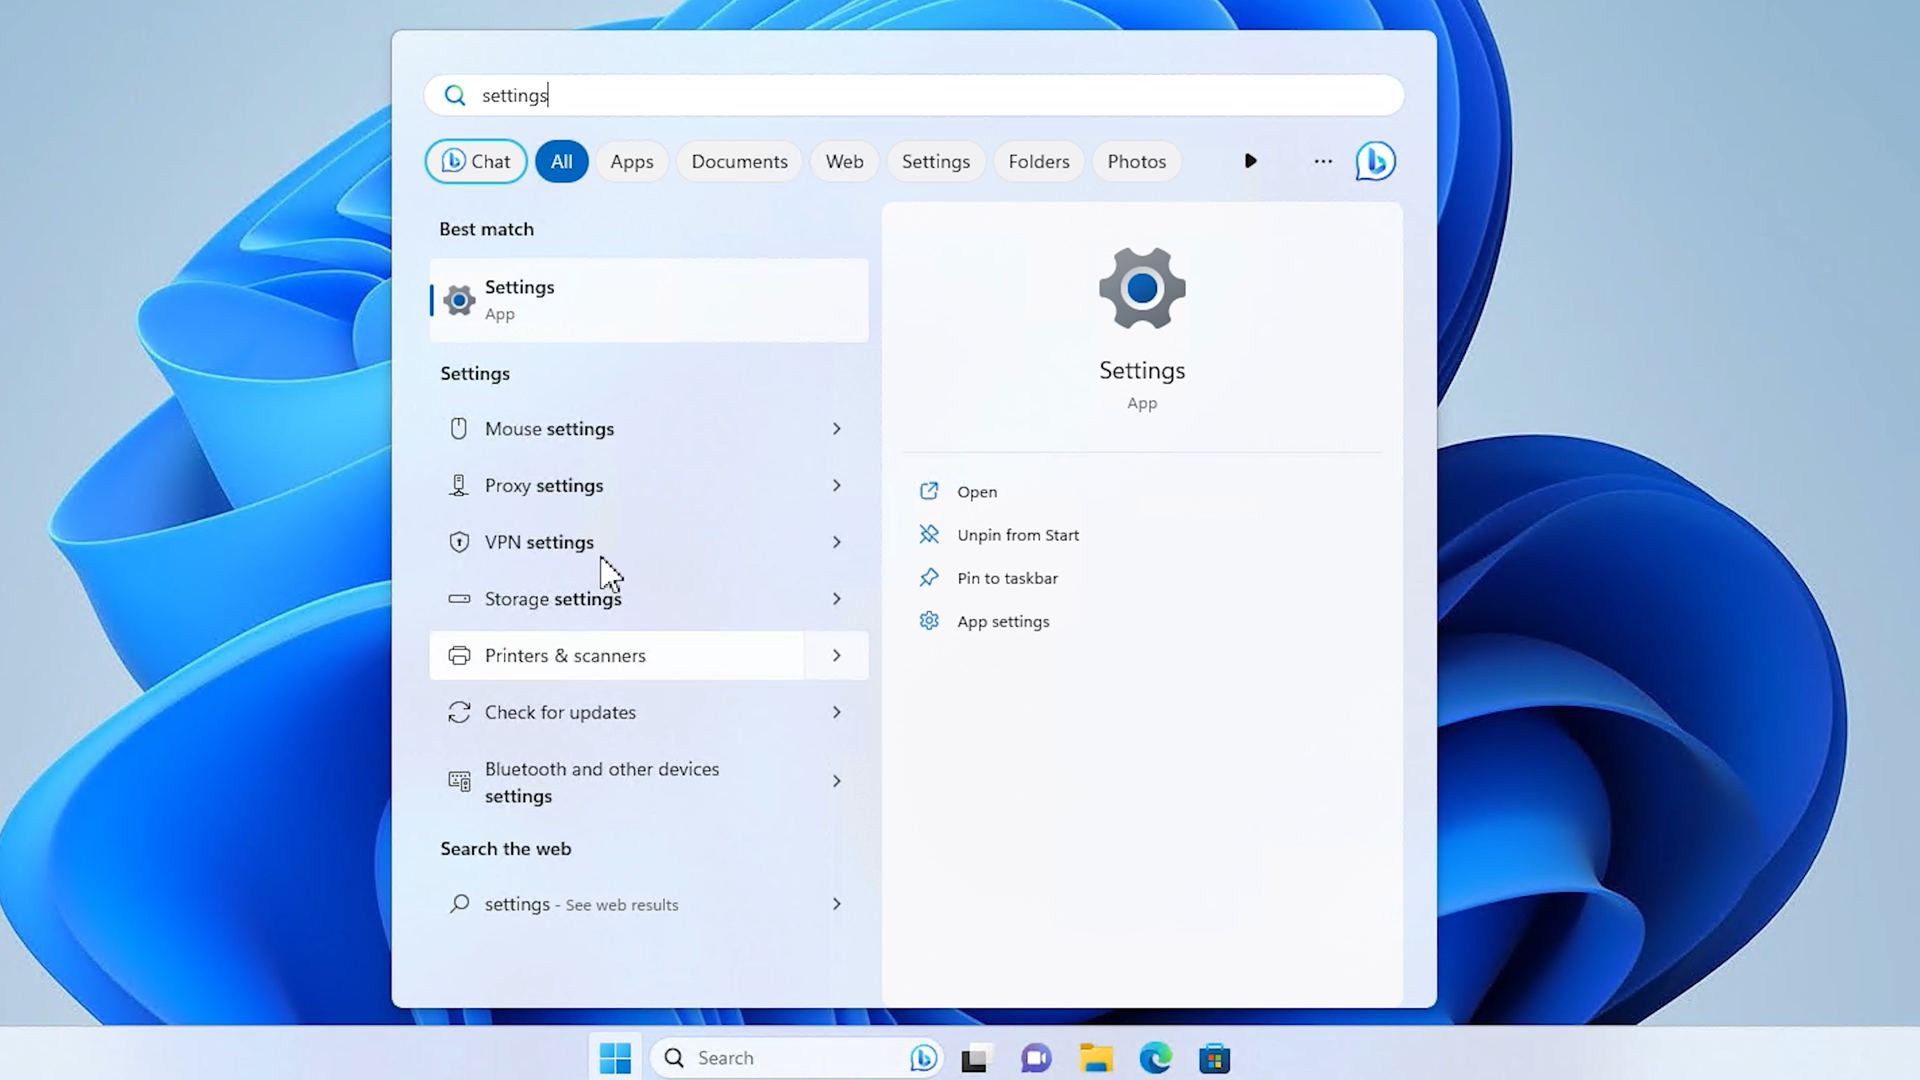 settings
Chat
All
Apps
Documents
Web
Settings
Folders
Photos
Best match
Settings
App
Settings
Mouse settings
Proxy settings
VPN settings
Storage settings
Printers & scanners
Check for updates
Bluetooth and other devices
settings
Search the web
settings - See web results
Settings
App
Open
Unpin from Start
Pin to taskbar
App settings
Search